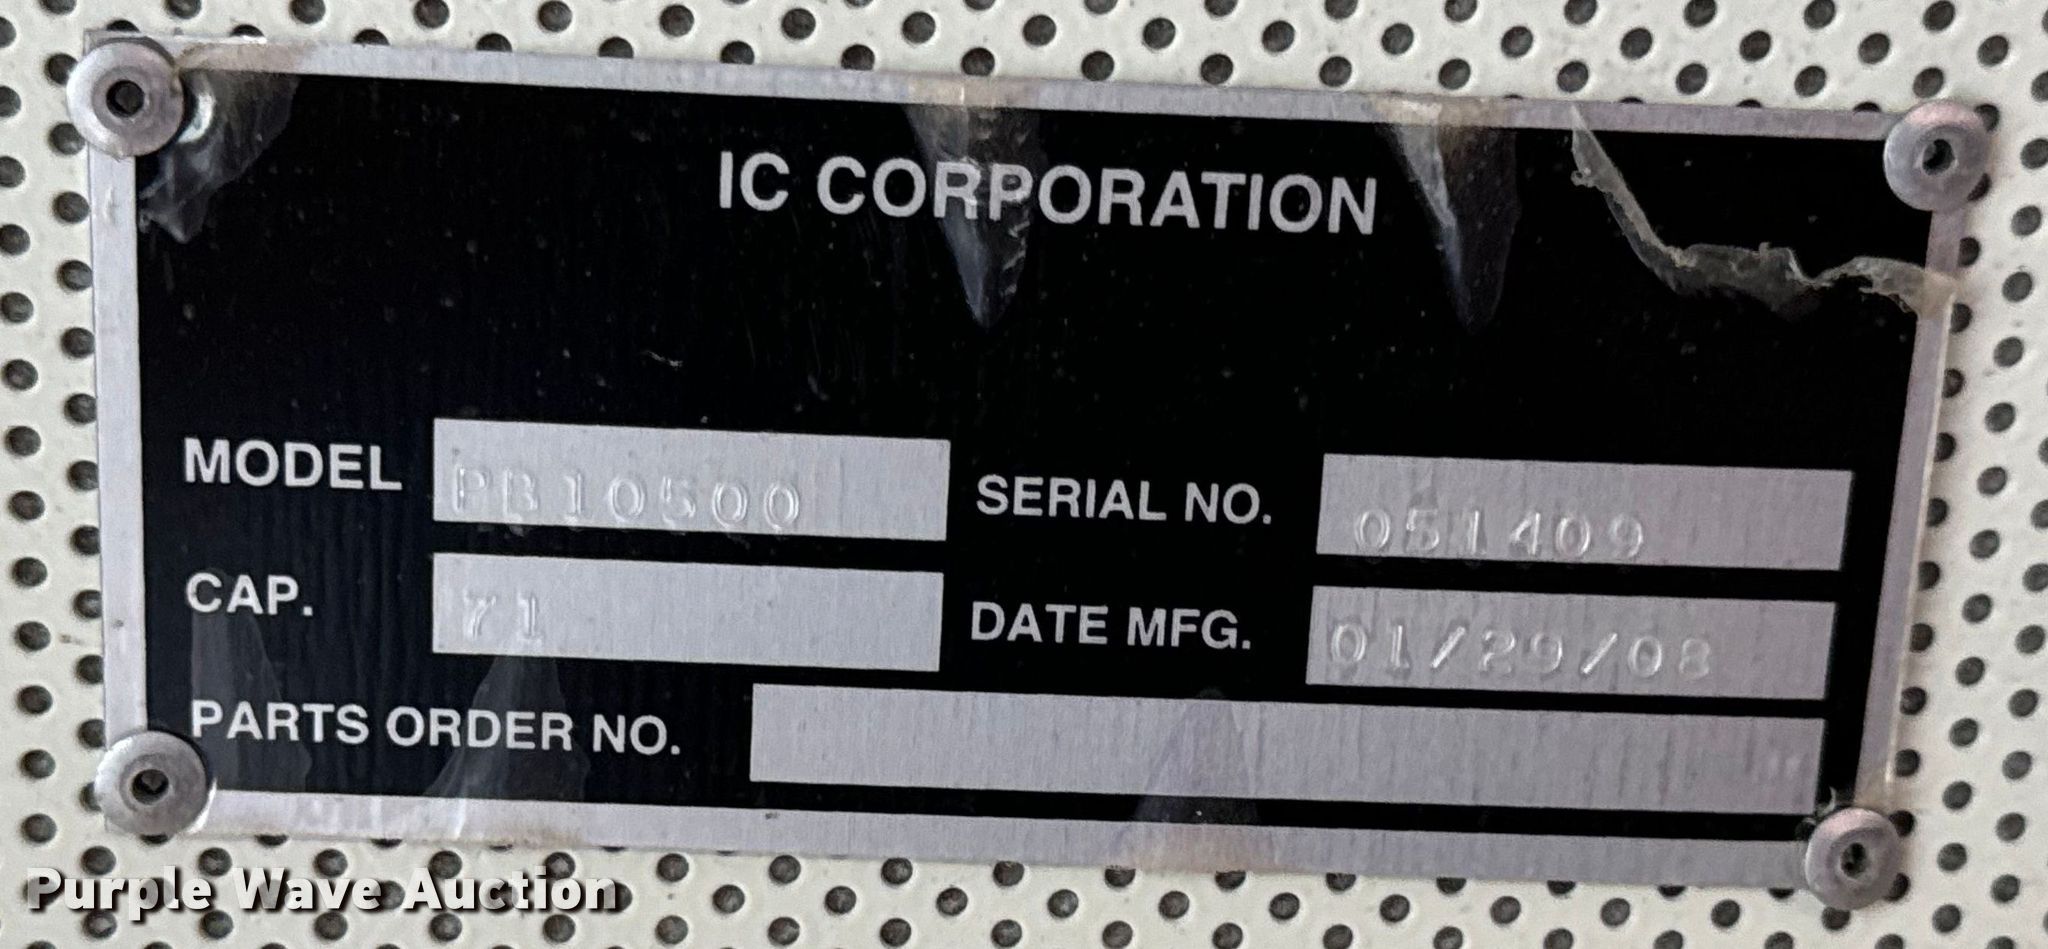 IC CORPORATION
MODEL PB10500 SERIAL NO. 051409
CAP. 71 DATE MFG. 01/29/08
PARTS ORDER NO.
Purple Wave Auction